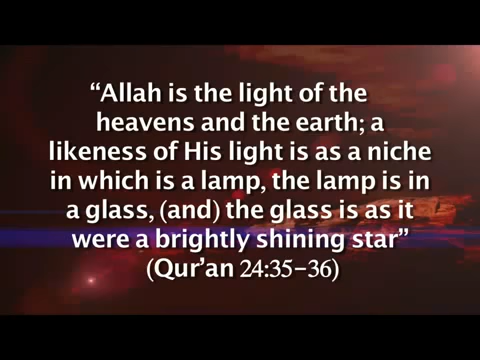 “Allah is the light of the
heavens and the earth; a
likeness of His light is as a niche
in which is a lamp, the lamp is in
a glass, (and) the glass is as it
were a brightly shining star”
(Qur’an 24:35–36)